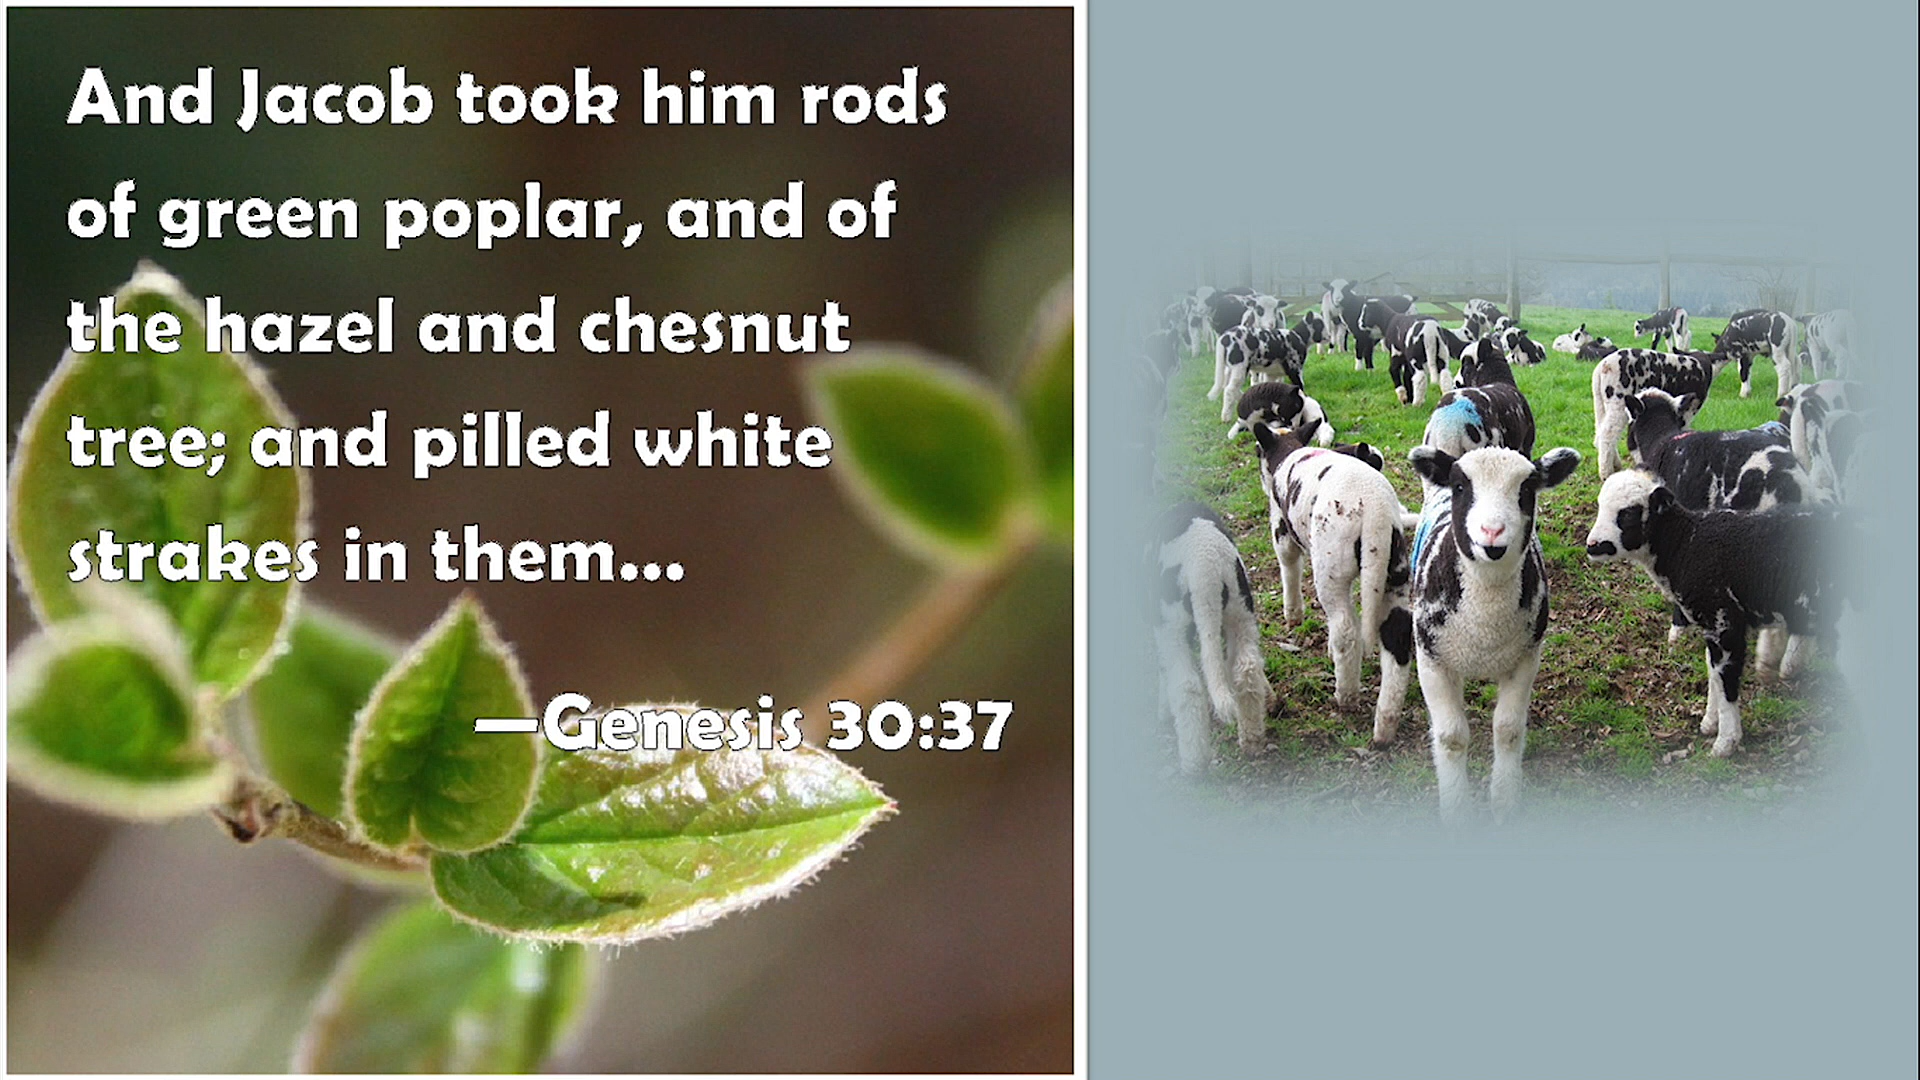 And Jacob took him rods
of green poplar, and of
the hazel and chesnut
tree; and pilled white
strakes in them...
—Genesis 30:37